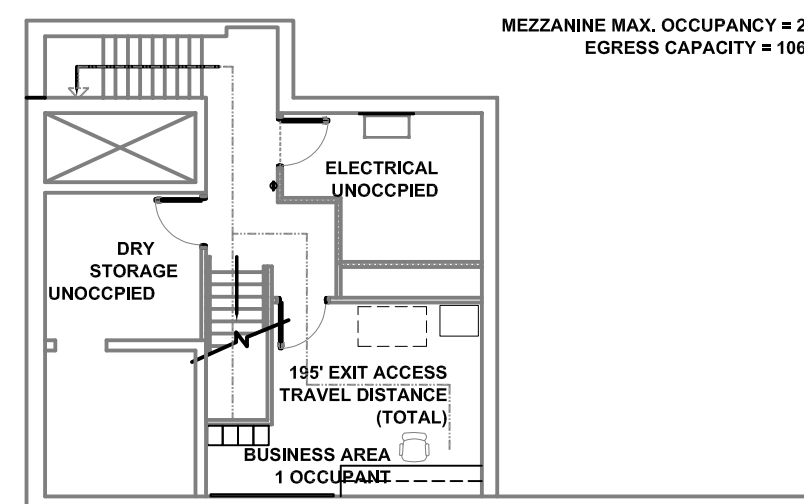 MEZZANINE MAX. OCCUPANCY = 2
EGRESS CAPACITY = 106
ELECTRICAL
UNOCCPIED
DRY
STORAGE
UNOCCPIED
195' EXIT ACCESS
TRAVEL DISTANCE
(TOTAL)
BUSINESS AREA
1 OCCUPANT